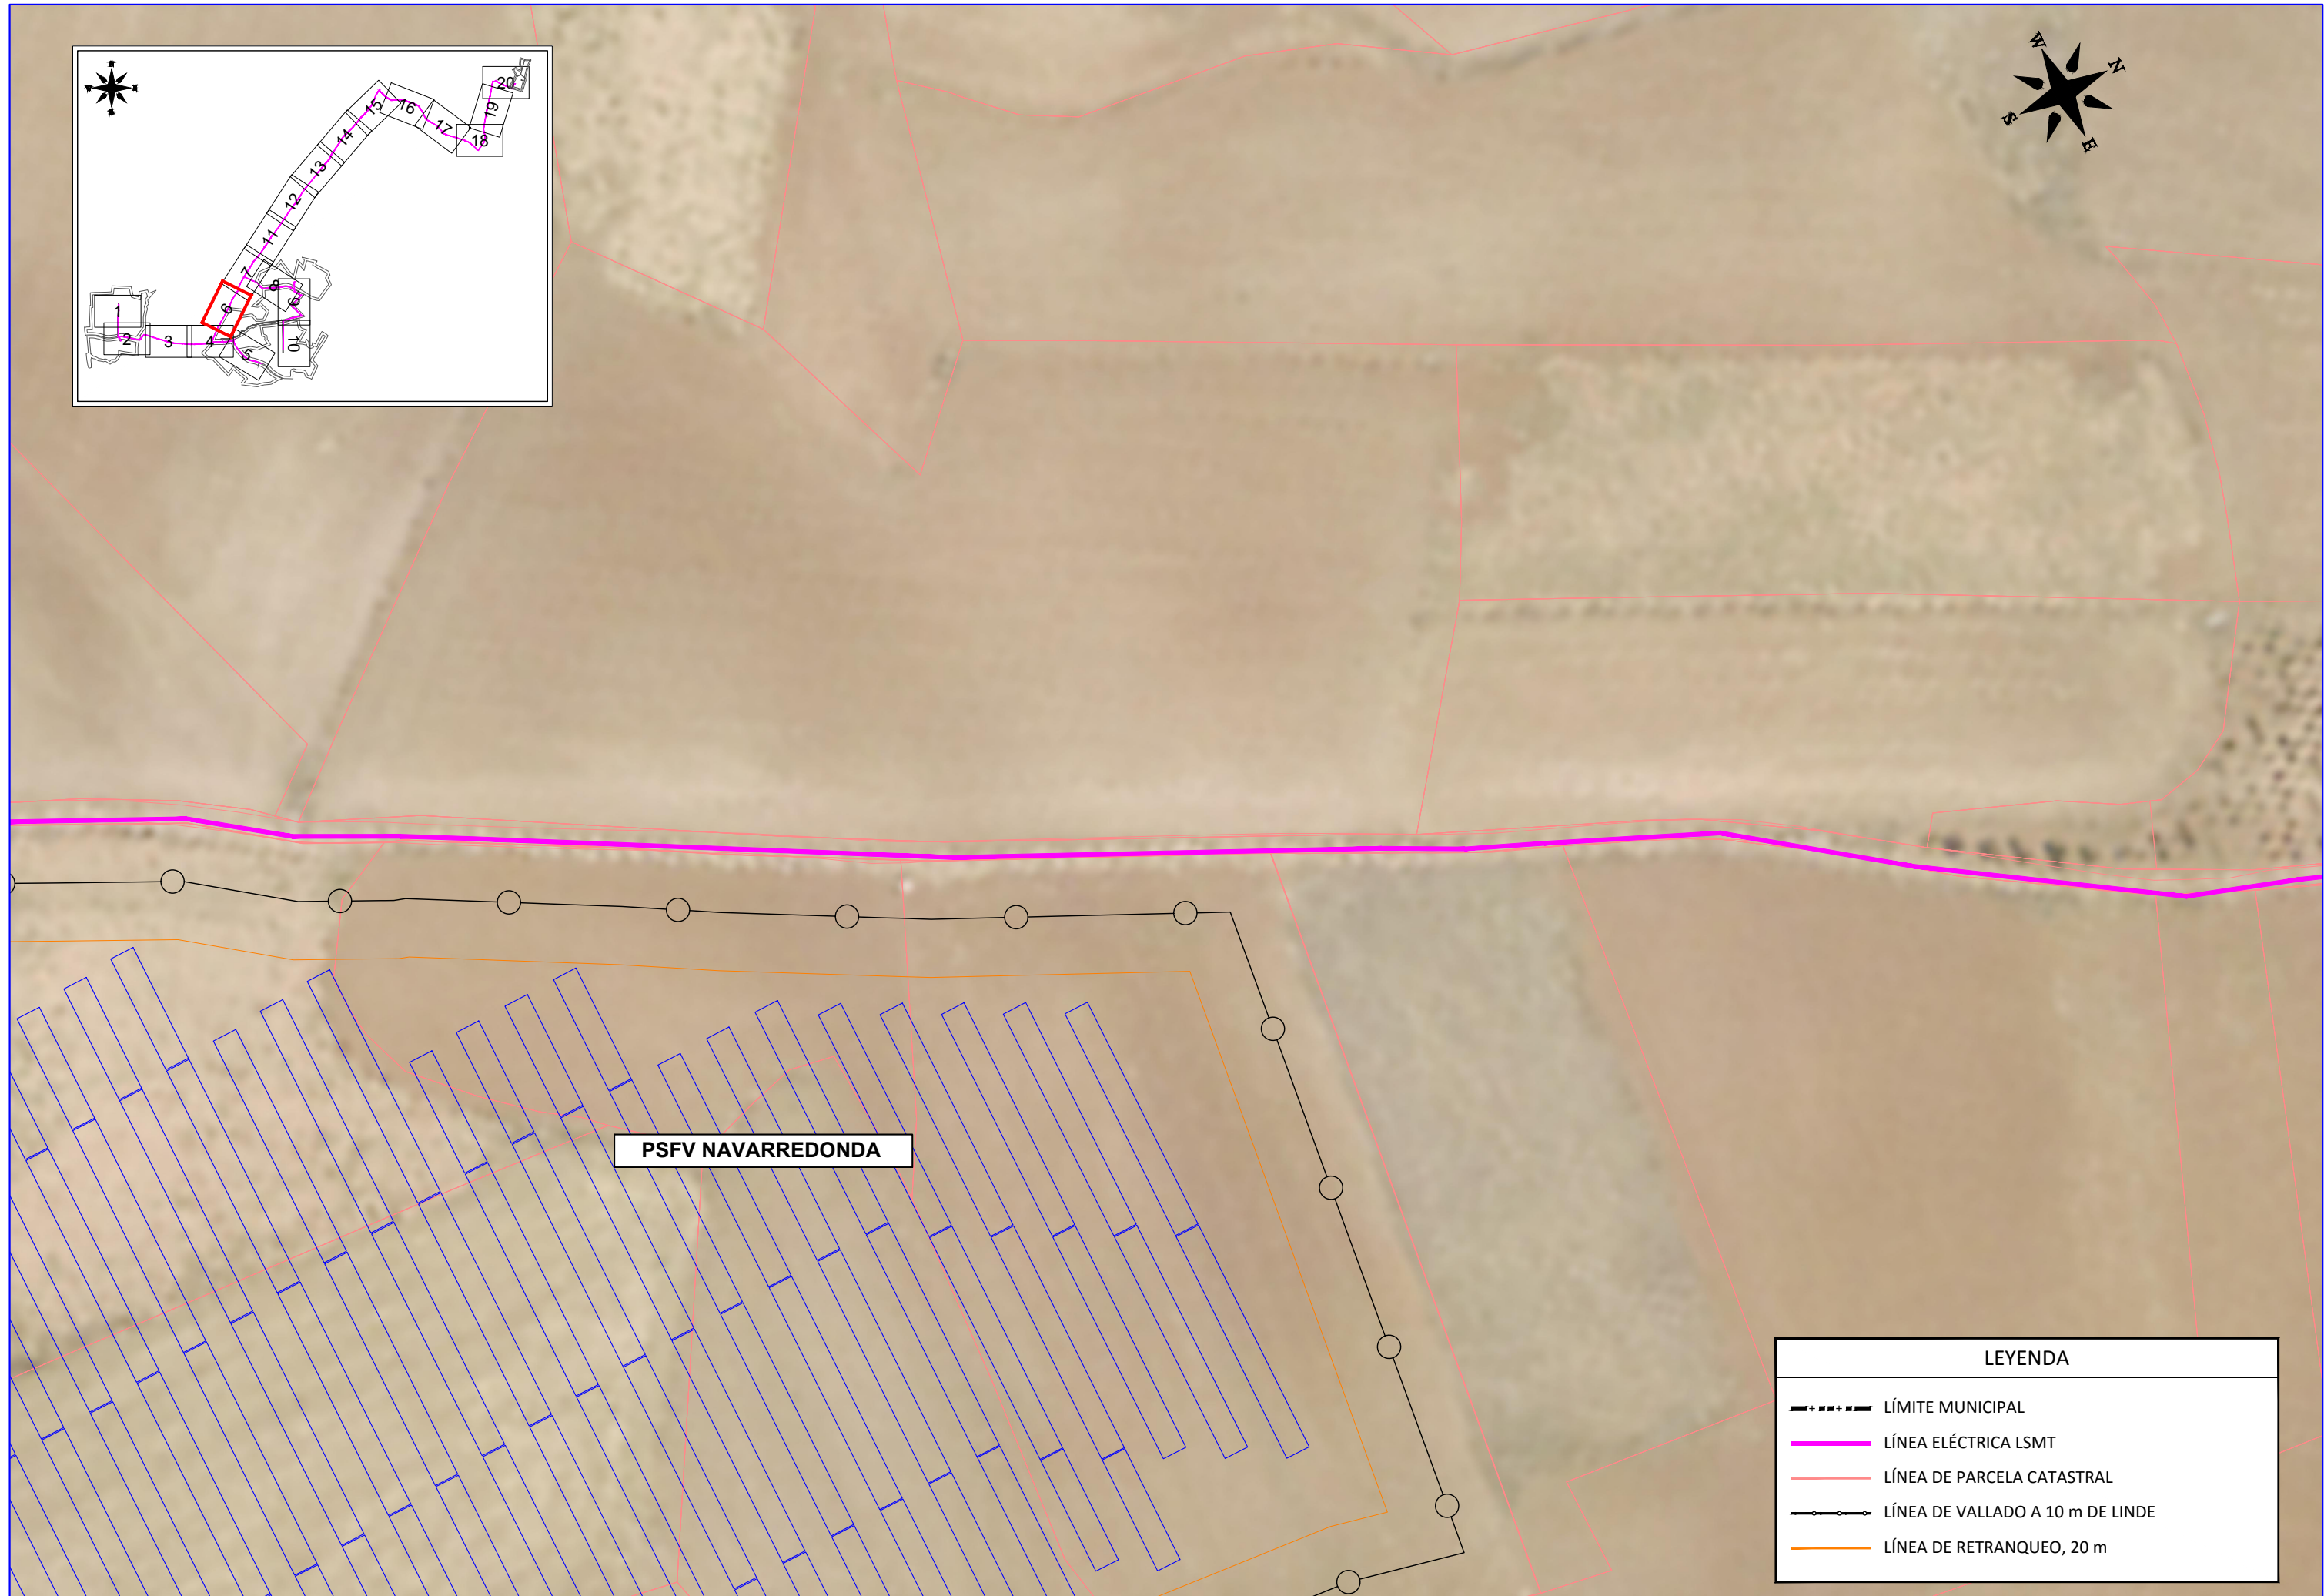 N
W
E
S
20
19
18
17
16
15
14
13
12
11
7
8
9
6
10
1
2
3
4
5
W
N
S
E
PSFV NAVARREDONDA
LEYENDA
LÍMITE MUNICIPAL
LÍNEA ELÉCTRICA LSMT
LÍNEA DE PARCELA CATASTRAL
LÍNEA DE VALLADO A 10 m DE LINDE
LÍNEA DE RETRANQUEO, 20 m